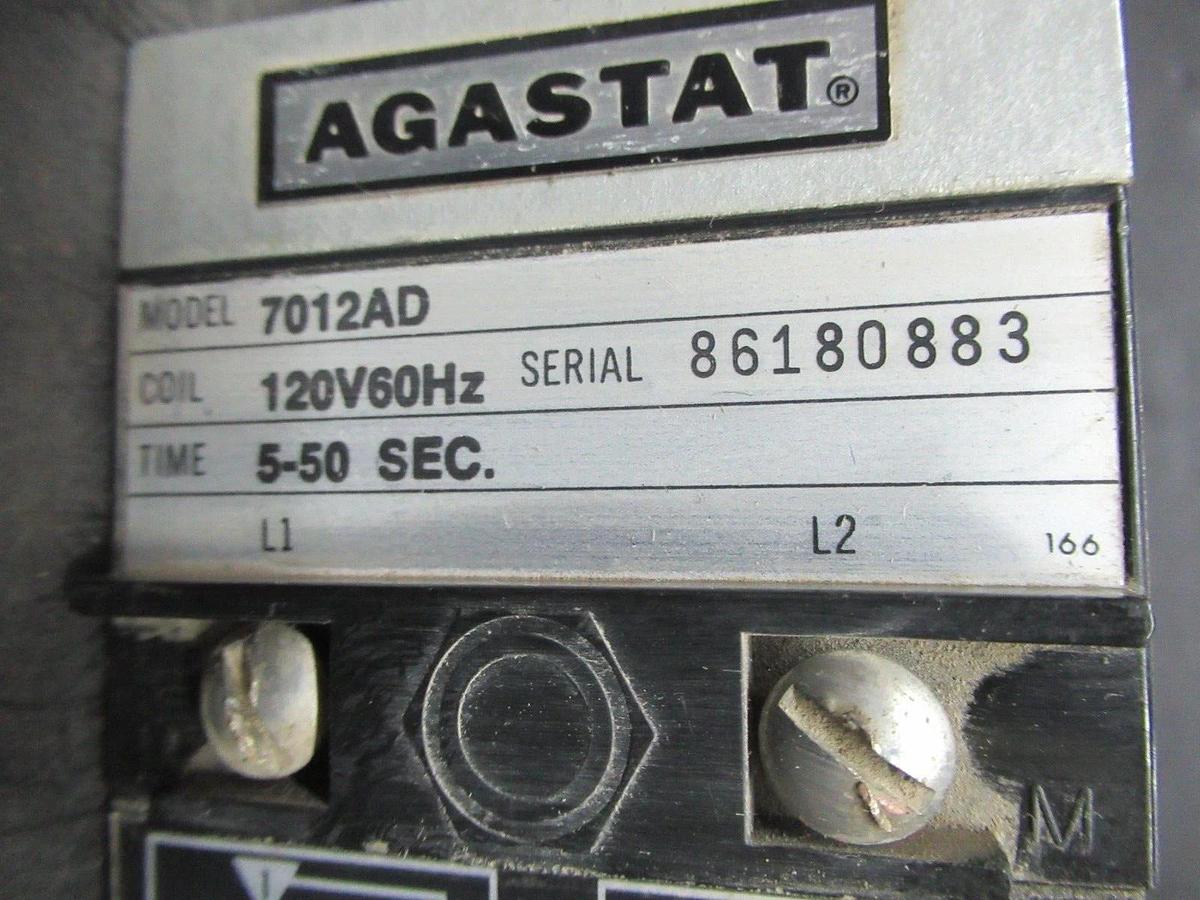 AGASTAT®
MODEL 7012AD
COIL 120V60Hz SERIAL 86180883
TIME 5-50 SEC.
L1 L2 166
M